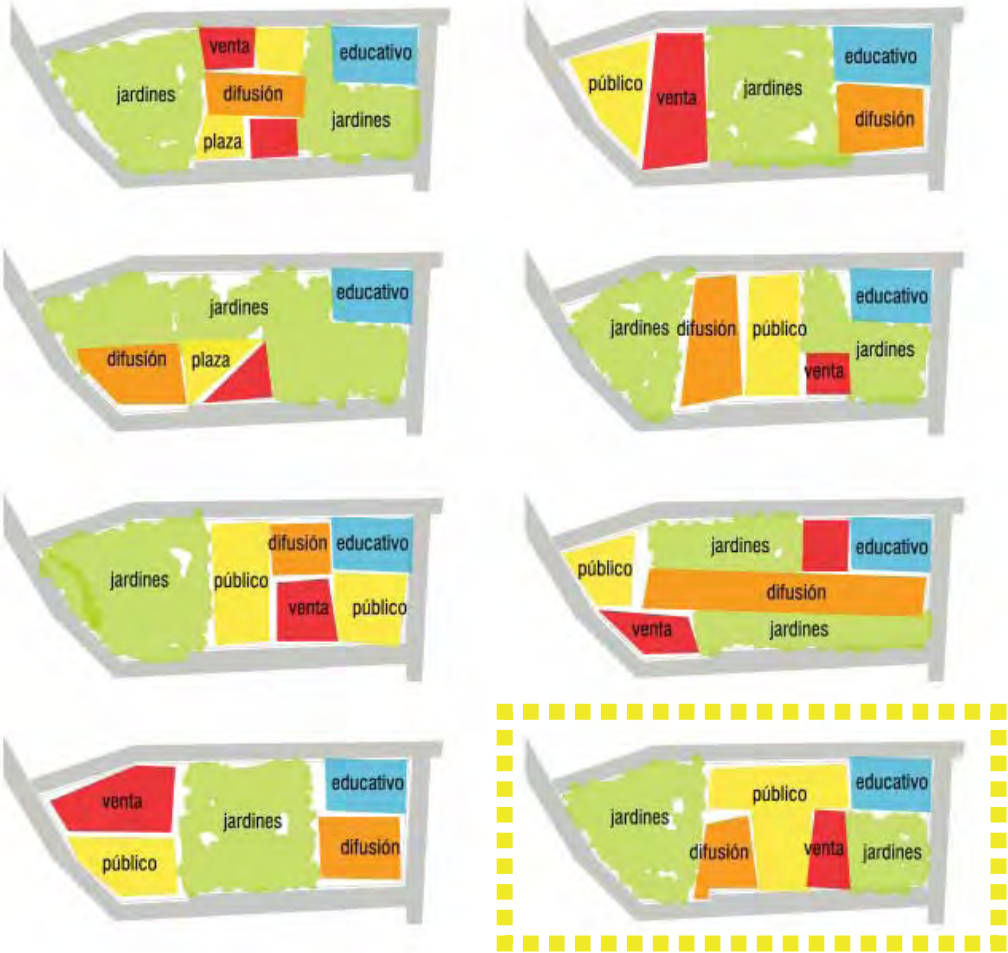 venta
educativo
jardines
difusión
jardines
plaza
educativo
público
jardines
venta
difusión
educativo
jardines
difusión
plaza
educativo
jardines
difusión
público
jardines
venta
difusión
educativo
jardines
público
venta
público
jardines
educativo
público
difusión
venta
jardines
educativo
venta
jardines
difusión
público
educativo
público
jardines
difusión
venta
jardines